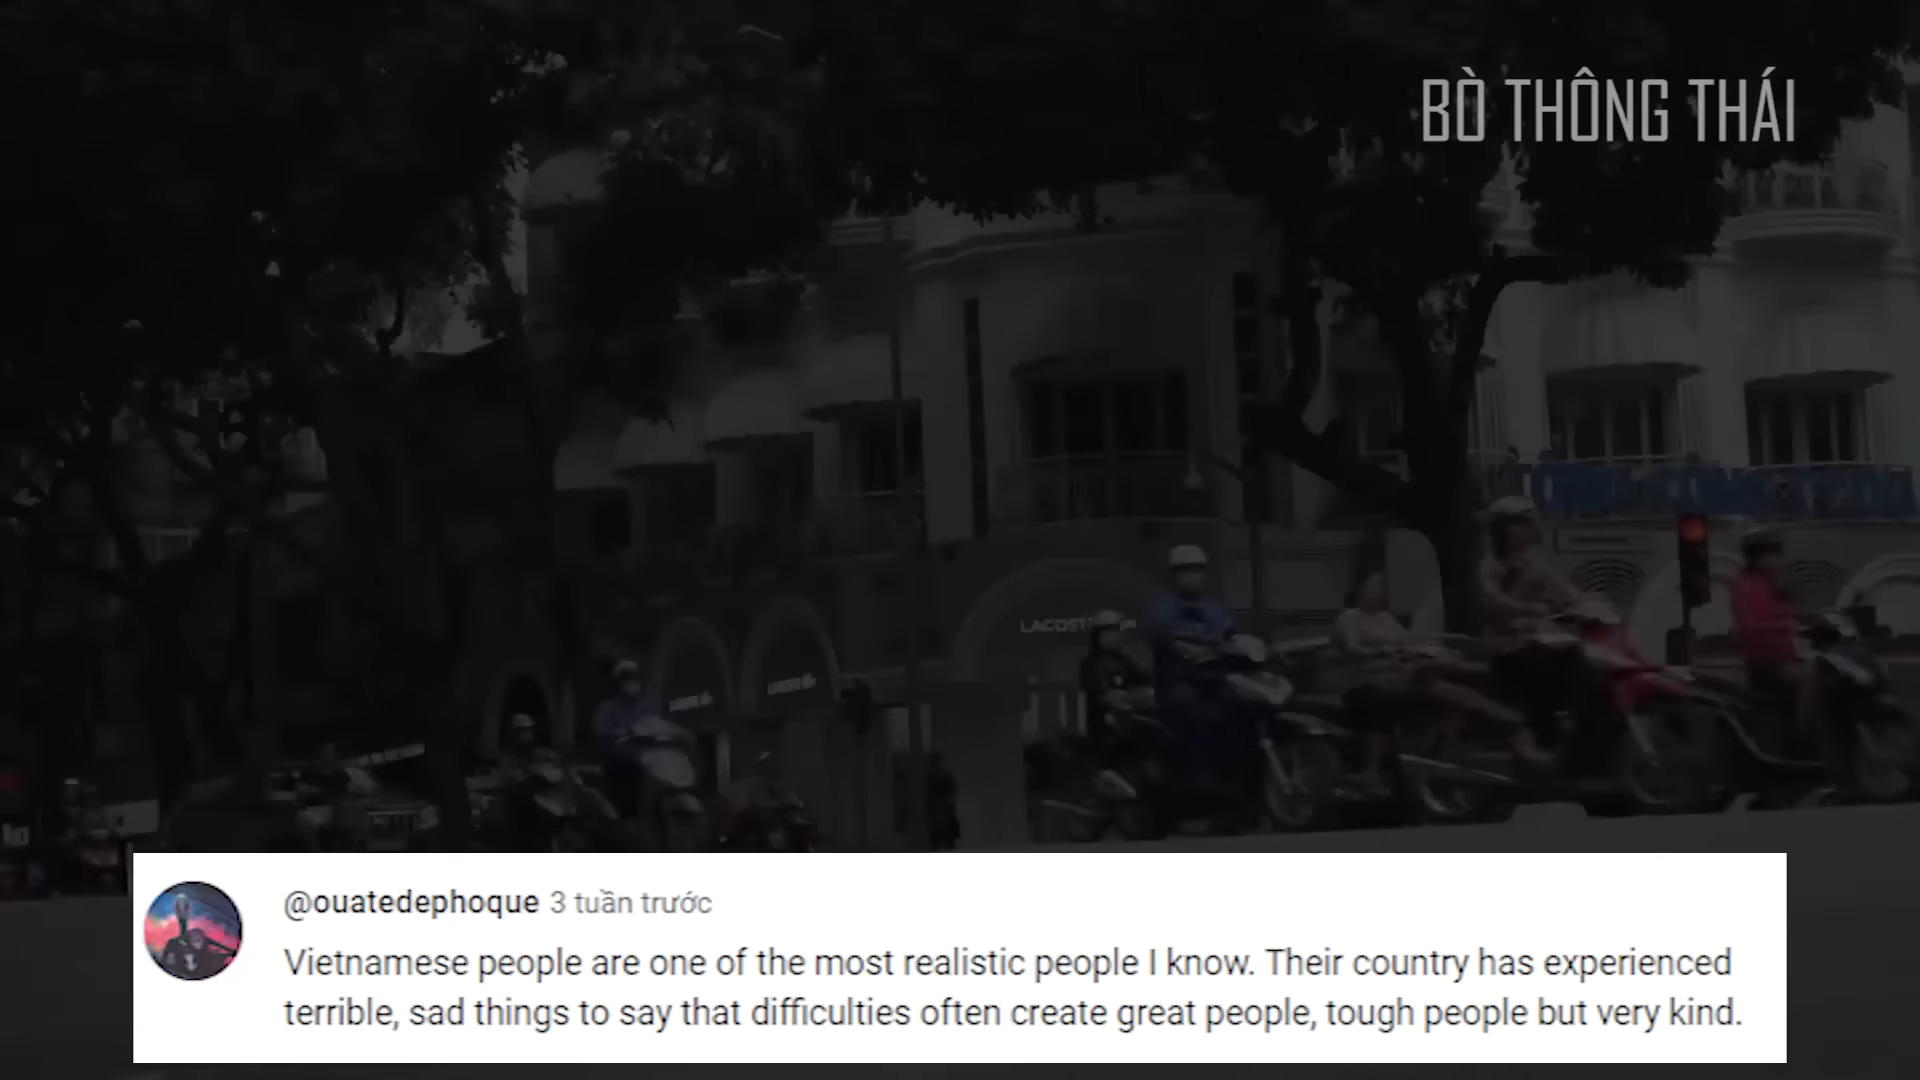 BÒ THÔNG THÁI
LACOST
@ouatedephoque 3 tuần trước
Vietnamese people are one of the most realistic people I know. Their country has experienced
terrible, sad things to say that difficulties often create great people, tough people but very kind.